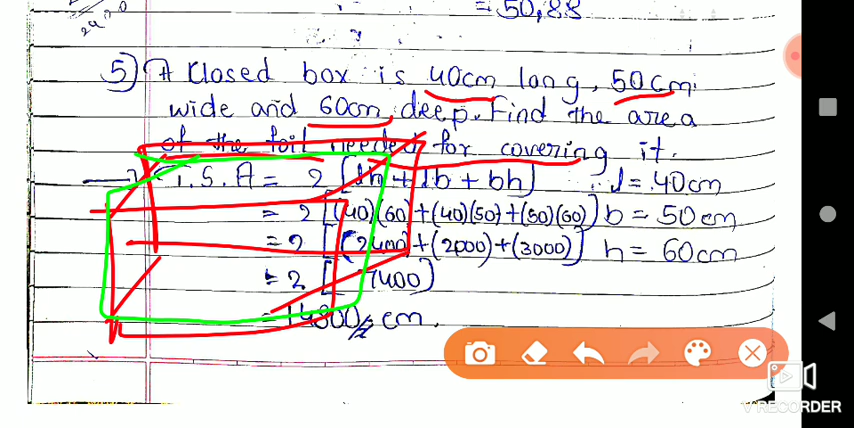 = 50,88
5) A closed box is 40cm long, 50cm
wide and 60cm, deep. Find the area
of the foil needed for covering it.
→ T.S.A = 2 [lh + lb + bh] ∴ l = 40cm
= 2 [(40)(60) + (40)(50) + (50)(60)] b = 50cm
= 2 [(2400) + (2000) + (3000)] h = 60cm
= 2 [7400]
= 14800 cm.
V RECORDER